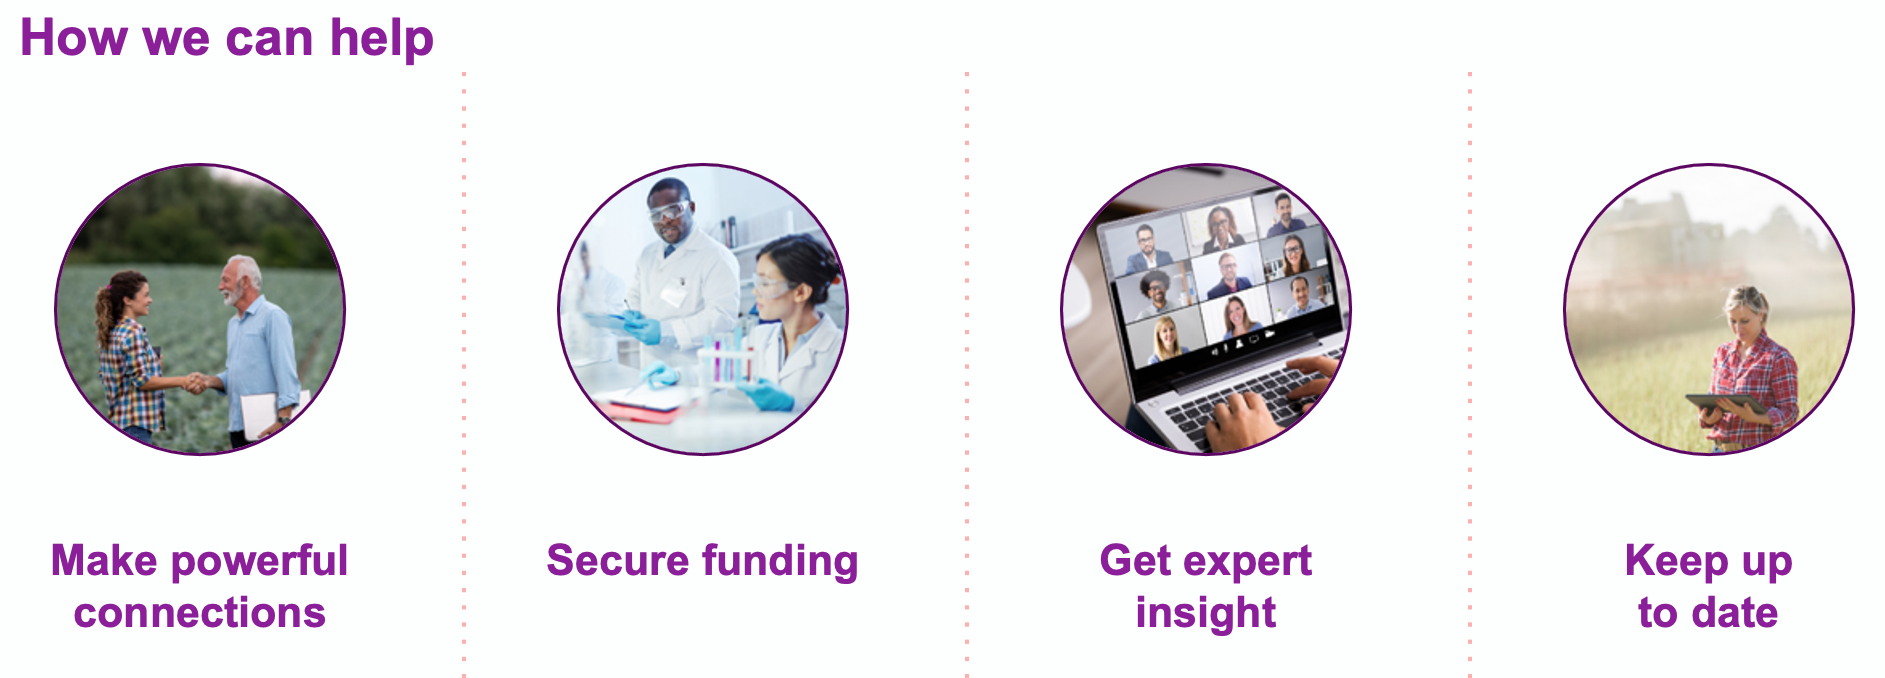 How we can help
Make powerful
connections
Secure funding
Get expert
insight
Keep up
to date